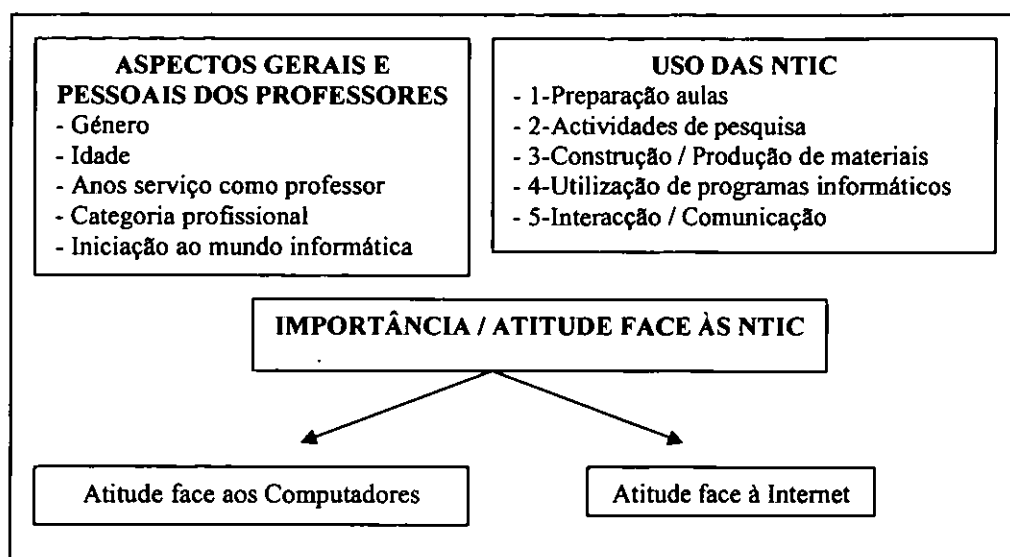 ASPECTOS GERAIS E
PESSOAIS DOS PROFESSORES
- Género
- Idade
- Anos serviço como professor
- Categoria profissional
- Iniciação ao mundo informática
USO DAS NTIC
- 1-Preparação aulas
- 2-Actividades de pesquisa
- 3-Construção / Produção de materiais
- 4-Utilização de programas informáticos
- 5-Interacção / Comunicação
IMPORTÂNCIA / ATITUDE FACE ÀS NTIC
Atitude face aos Computadores
Atitude face à Internet